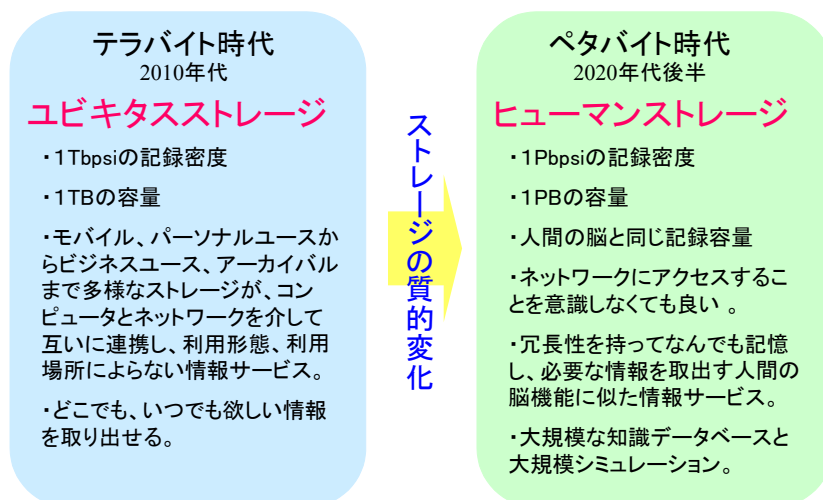 テラバイト時代
2010年代
ユビキタスストレージ
・1Tbpsiの記録密度
・1TBの容量
・モバイル、パーソナルユースか
らビジネスユース、アーカイバル
まで多様なストレージが、コン
ピュータとネットワークを介して
互いに連携し、利用形態、利用
場所によらない情報サービス。
・どこでも、いつでも欲しい情報
を取り出せる。
ストレージの質的変化
ペタバイト時代
2020年代後半
ヒューマンストレージ
・1Pbpsiの記録密度
・1PBの容量
・人間の脳と同じ記録容量
・ネットワークにアクセスするこ
とを意識しなくても良い 。
・冗長性を持ってなんでも記憶
し、必要な情報を取出す人間の
脳機能に似た情報サービス。
・大規模な知識データベースと
大規模シミュレーション。